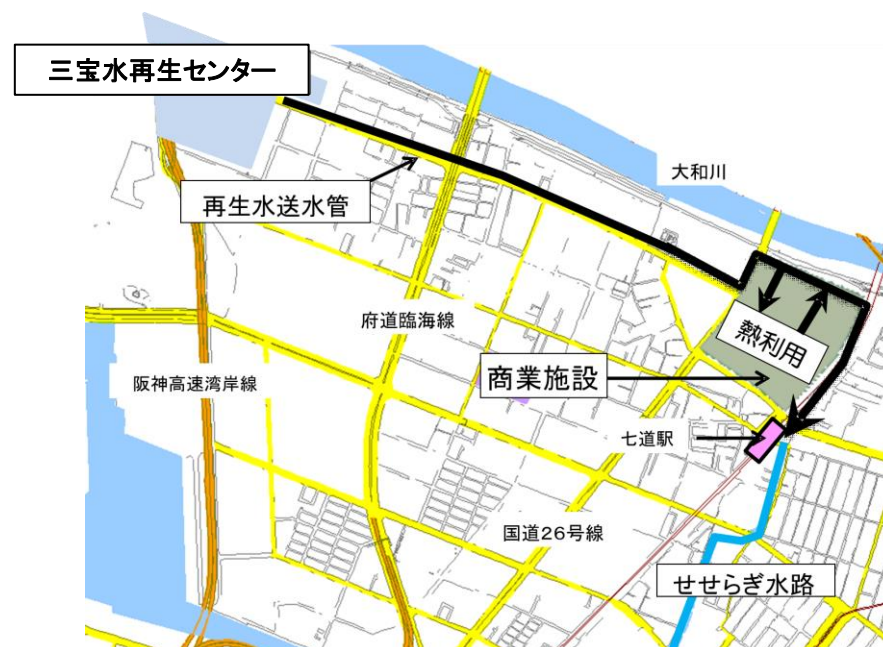 三宝水再生センター
大和川
再生水送水管
熱利用
府道臨海線
商業施設
阪神高速湾岸線
七道駅
国道26号線
せせらぎ水路